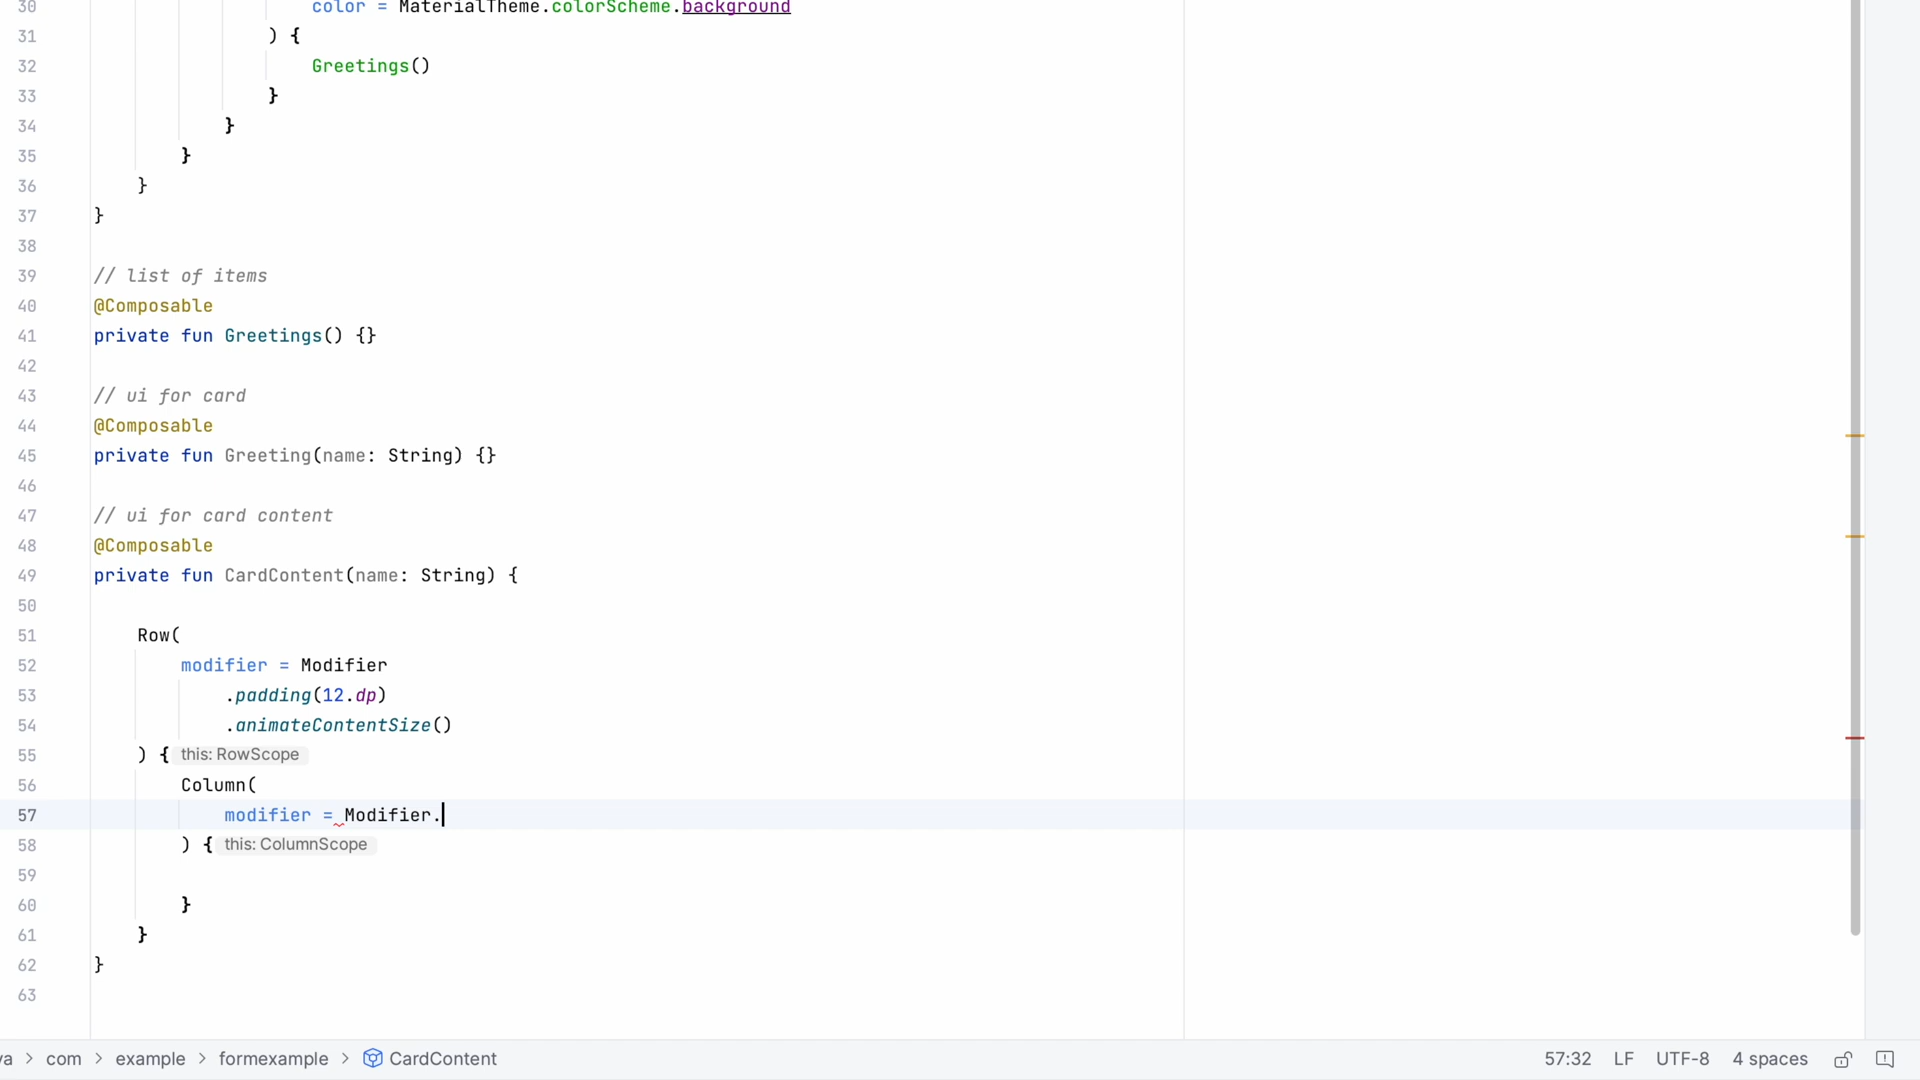 30 color = MaterialTheme.colorScheme.background
31 ) {
32 Greetings()
33 }
34 }
35 }
36 }
37 }
38
39 // list of items
40 @Composable
41 private fun Greetings() {}
42
43 // ui for card
44 @Composable
45 private fun Greeting(name: String) {}
46
47 // ui for card content
48 @Composable
49 private fun CardContent(name: String) {
50
51 Row(
52 modifier = Modifier
53 .padding(12.dp)
54 .animateContentSize()
55 ) { this: RowScope
56 Column(
57 modifier = Modifier.
58 ) { this: ColumnScope
59
60 }
61 }
62 }
63
va > com > example > formexample > CardContent 57:32 LF UTF-8 4 spaces